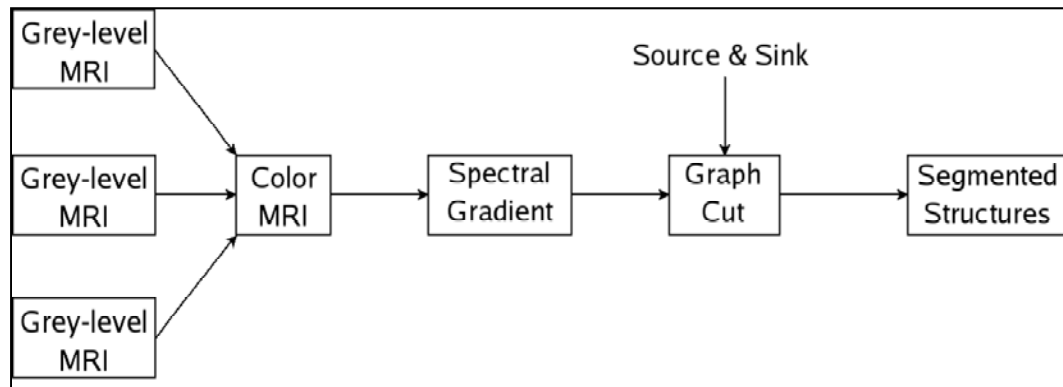 Grey-level
MRI
Source & Sink
Grey-level
MRI
Color
MRI
Spectral
Gradient
Graph
Cut
Segmented
Structures
Grey-level
MRI